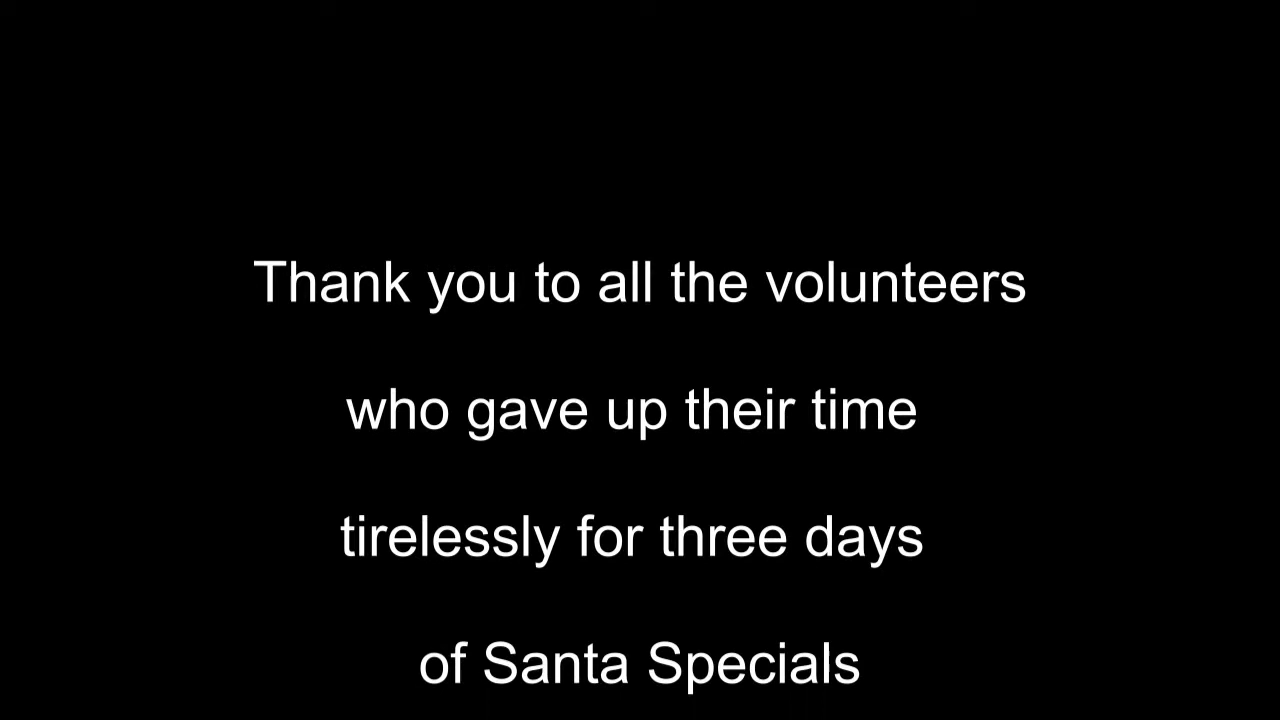 Thank you to all the volunteers
who gave up their time
tirelessly for three days
of Santa Specials